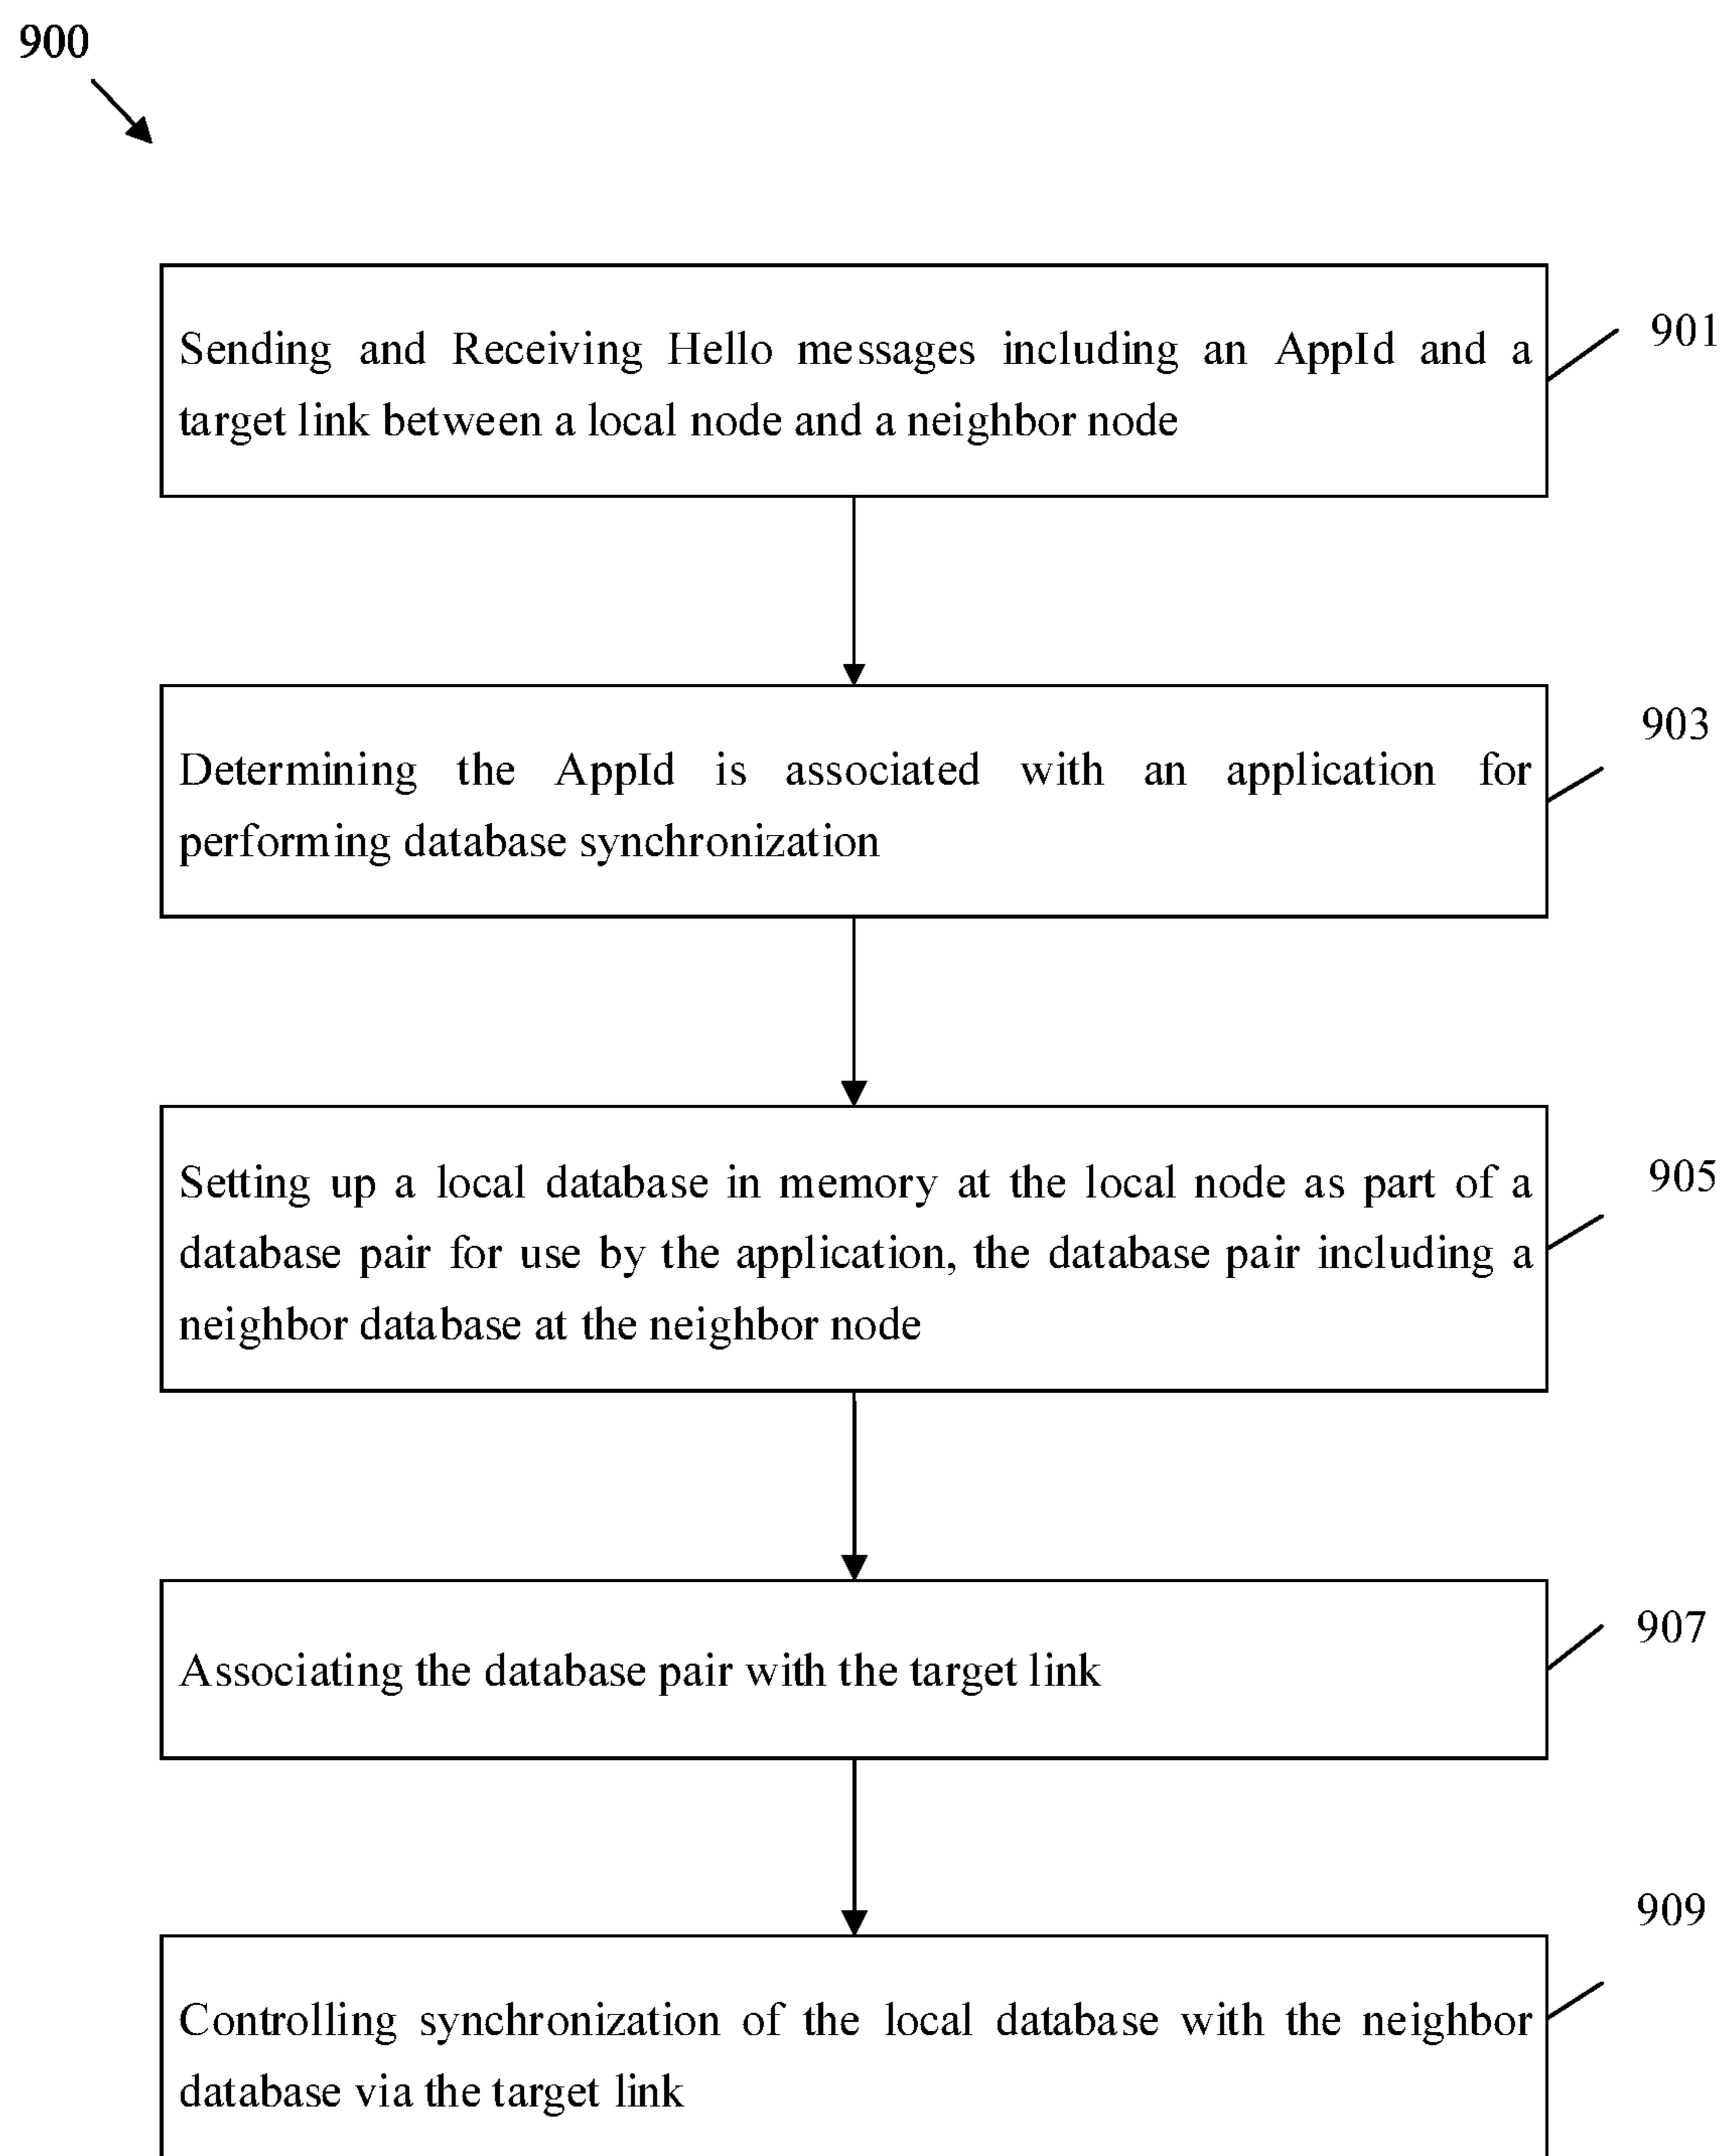 900
Sending and Receiving Hello messages including an AppId and a
target link between a local node and a neighbor node
901
Determining the AppId is associated with an application for
performing database synchronization
903
Setting up a local database in memory at the local node as part of a
database pair for use by the application, the database pair including a
neighbor database at the neighbor node
905
Associating the database pair with the target link
907
Controlling synchronization of the local database with the neighbor
database via the target link
909